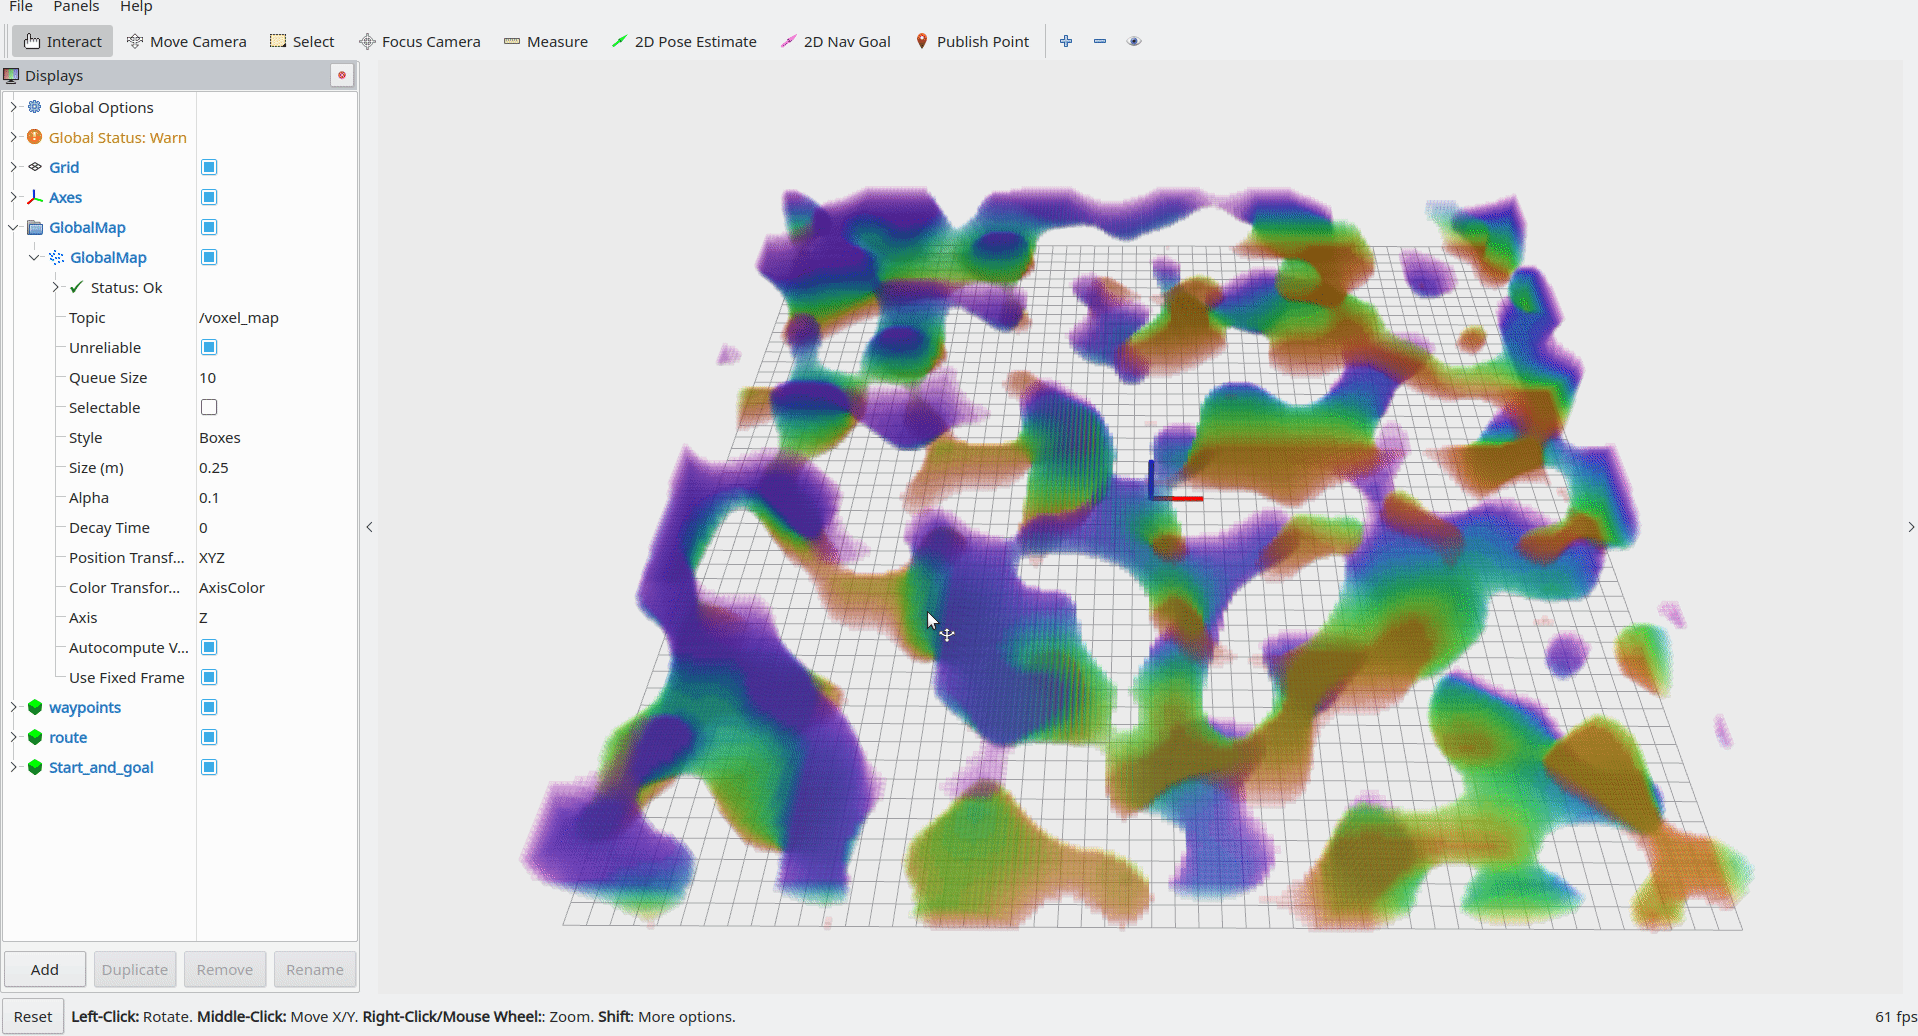 File Panels Help
Interact Move Camera Select Focus Camera Measure 2D Pose Estimate 2D Nav Goal Publish Point
Displays
Global Options
Global Status: Warn
Grid
Axes
GlobalMap
GlobalMap
Status: Ok
Topic /voxel_map
Unreliable
Queue Size 10
Selectable
Style Boxes
Size (m) 0.25
Alpha 0.1
Decay Time 0
Position Transf... XYZ
Color Transfor... AxisColor
Axis Z
Autocompute V...
Use Fixed Frame
waypoints
route
Start_and_goal
Add Duplicate Remove Rename
Reset Left-Click: Rotate. Middle-Click: Move X/Y. Right-Click/Mouse Wheel:: Zoom. Shift: More options. 61 fps